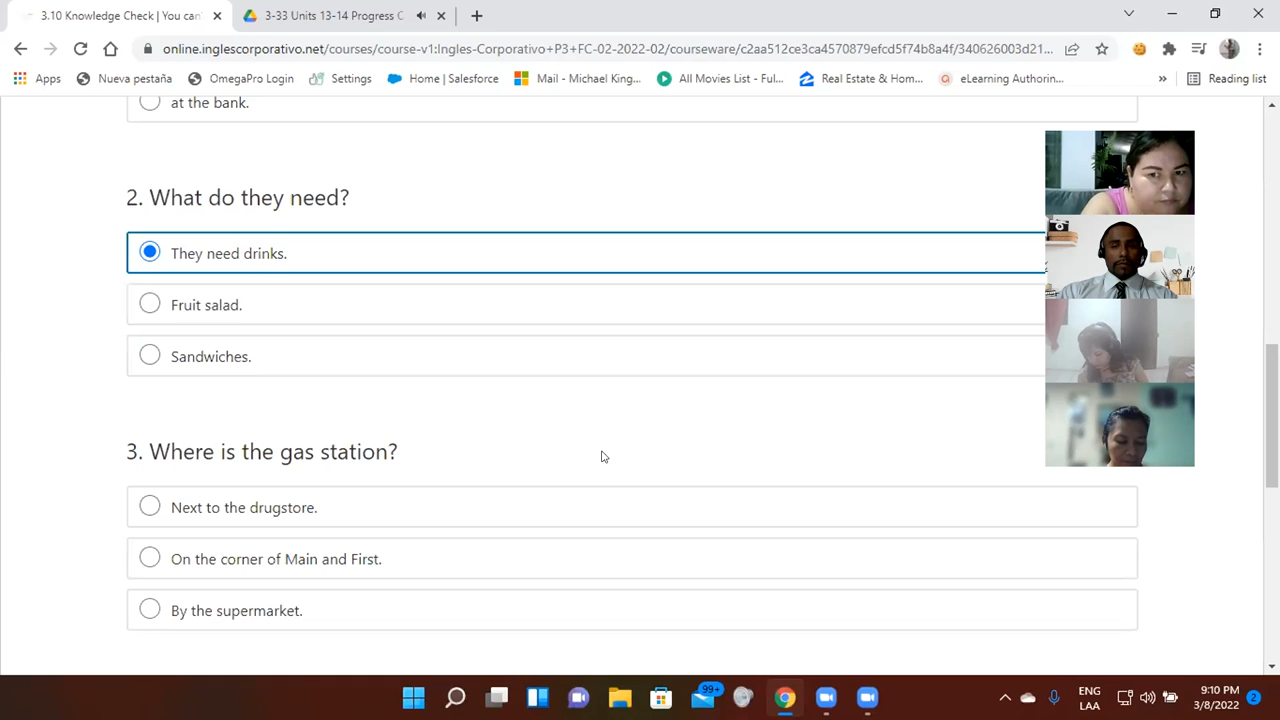 3.10 Knowledge Check | You can
3-33 Units 13-14 Progress C
online.inglescorporativo.net/courses/course-v1:Ingles-Corporativo+P3+FC-02-2022-02/courseware/c2aa512ce3ca4570879efcd5f74b8a4f/340626003d21...
Apps
Nueva pestaña
OmegaPro Login
Settings
Home | Salesforce
Mail - Michael King...
All Movies List - Ful...
Real Estate & Hom...
eLearning Authorin...
»
Reading list
at the bank.
2. What do they need?
They need drinks.
Fruit salad.
Sandwiches.
3. Where is the gas station?
Next to the drugstore.
On the corner of Main and First.
By the supermarket.
99+
ENG
LAA
9:10 PM
3/8/2022
2